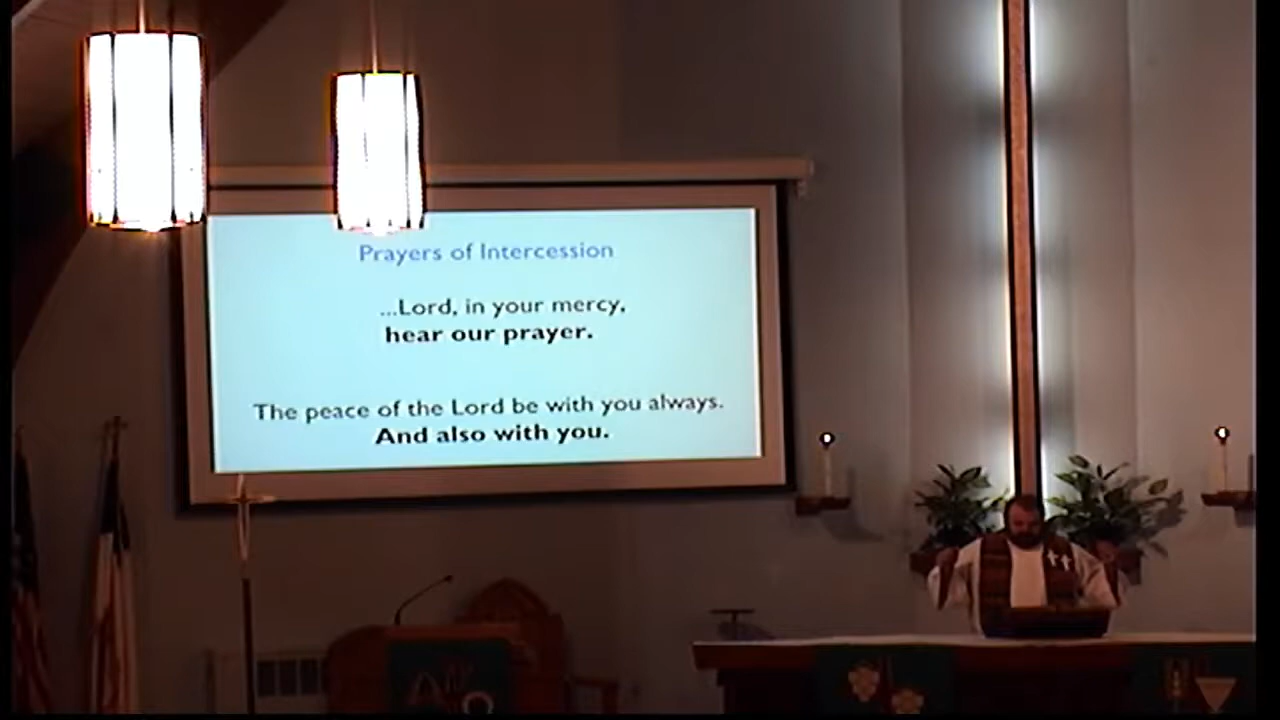 Prayers of Intercession
...Lord, in your mercy,
hear our prayer.
The peace of the Lord be with you always.
And also with you.
ΑΩ